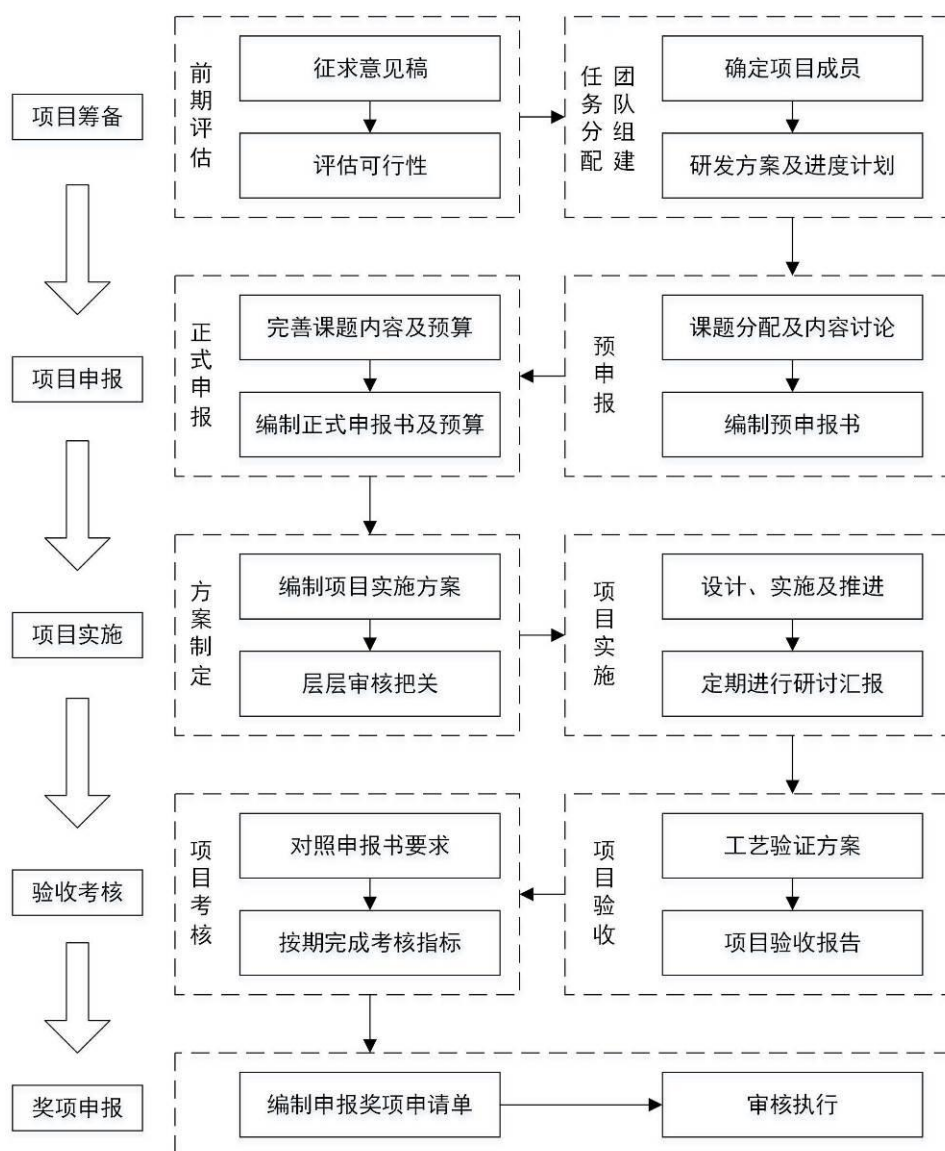 项目筹备
前期评估
征求意见稿
评估可行性
团队组建
任务分配
确定项目成员
研发方案及进度计划
项目申报
正式申报
完善课题内容及预算
编制正式申报书及预算
预申报
课题分配及内容讨论
编制预申报书
项目实施
方案制定
编制项目实施方案
层层审核把关
项目实施
设计、实施及推进
定期进行研讨汇报
验收考核
项目考核
对照申报书要求
按期完成考核指标
项目验收
工艺验证方案
项目验收报告
奖项申报
编制申报奖项申请单
审核执行